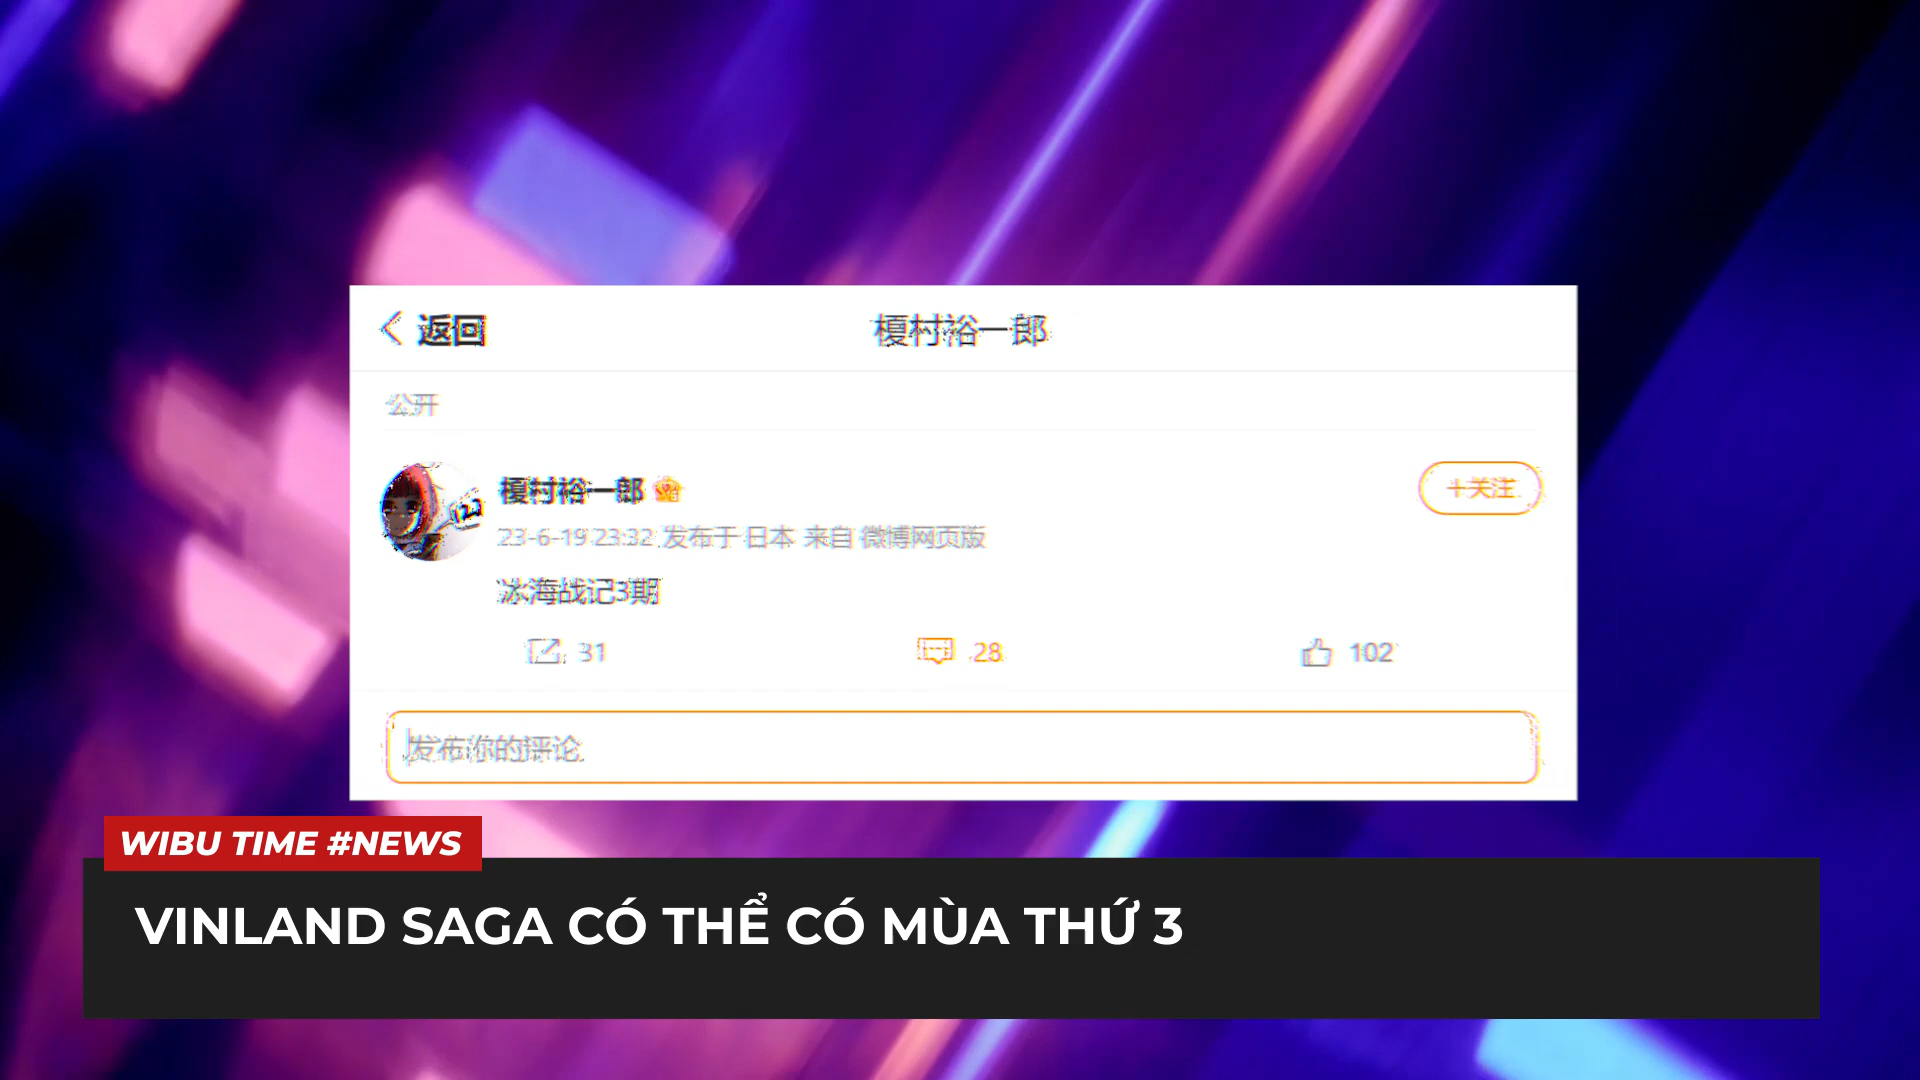 返回
榎村裕一郎
公开
榎村裕一郎
+关注
23-6-19 23:32 发布于 日本 来自 微博网页版
冰海战记3期
31
28
102
发布你的评论
WIBU TIME #NEWS
VINLAND SAGA CÓ THỂ CÓ MÙA THỨ 3